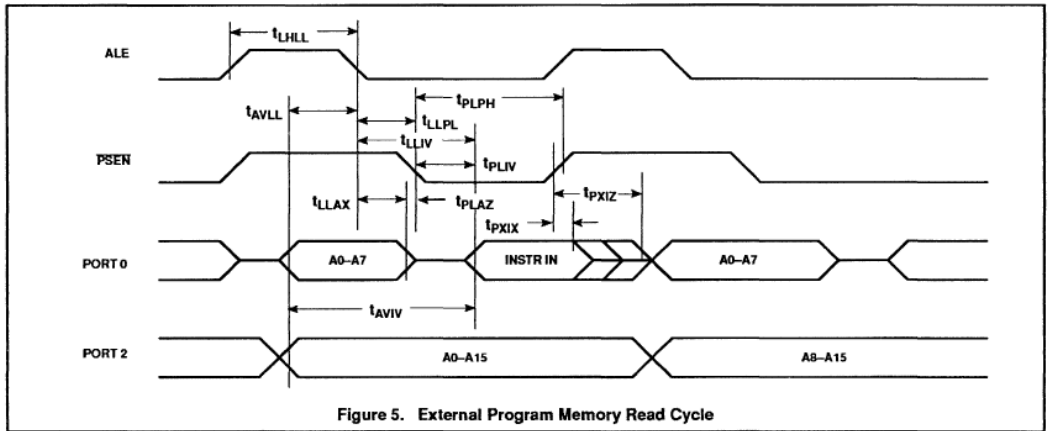 tLHLL
ALE
tPLPH
tAVLL
tLLPL
tLLIV
PSEN
tPLIV
tPXIZ
tLLAX
tPLAZ
tPXIX
PORT 0
A0–A7
INSTR IN
A0–A7
tAVIV
PORT 2
A0–A15
A8–A15
Figure 5. External Program Memory Read Cycle